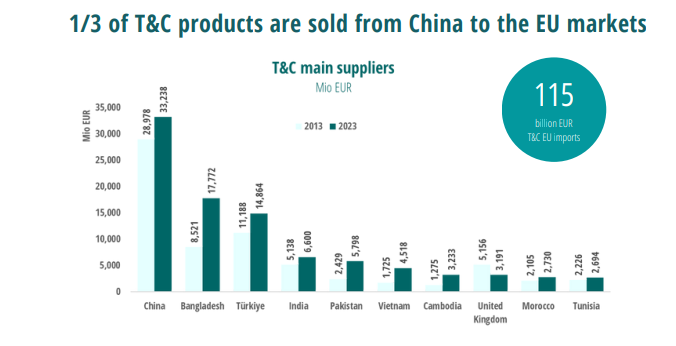 1/3 of T&C products are sold from China to the EU markets
T&C main suppliers
Mio EUR
115
billion EUR
T&C EU imports
2013 2023
Mio EUR
35,000
30,000
25,000
20,000
15,000
10,000
5,000
0
28,978 33,238
8,521 17,772
11,188 14,864
5,138 6,600
2,429 5,798
1,725 4,518
1,275 3,233
5,156 3,191
2,105 2,730
2,226 2,694
China Bangladesh Türkiye India Pakistan Vietnam Cambodia United Kingdom Morocco Tunisia